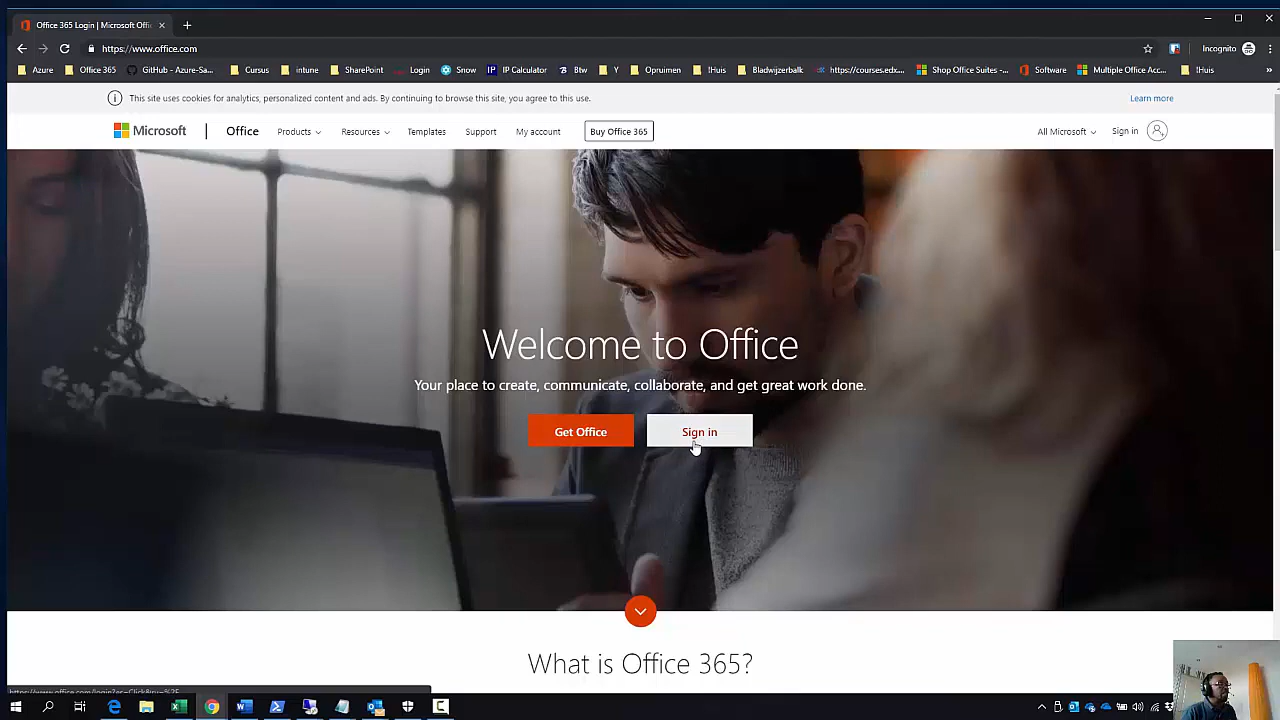 Office 365 Login | Microsoft Offic
https://www.office.com
Incognito
Azure
Office 365
GitHub - Azure-Sa...
Cursus
intune
SharePoint
Login
Snow
IP Calculator
Btw
Y
Opruimen
!Huis
Bladwijzerbalk
https://courses.edx...
Shop Office Suites -...
Software
Multiple Office Acc...
!Huis
This site uses cookies for analytics, personalized content and ads. By continuing to browse this site, you agree to this use.
Learn more
Microsoft
Office
Products
Resources
Templates
Support
My account
Buy Office 365
All Microsoft
Sign in
Welcome to Office
Your place to create, communicate, collaborate, and get great work done.
Get Office
Sign in
What is Office 365?